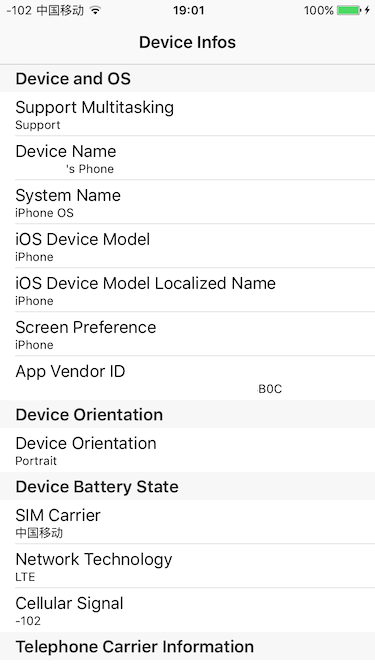 -102 中国移动 19:01 100%
Device Infos
Device and OS
Support Multitasking
Support
Device Name
's Phone
System Name
iPhone OS
iOS Device Model
iPhone
iOS Device Model Localized Name
iPhone
Screen Preference
iPhone
App Vendor ID
B0C
Device Orientation
Device Orientation
Portrait
Device Battery State
SIM Carrier
中国移动
Network Technology
LTE
Cellular Signal
-102
Telephone Carrier Information